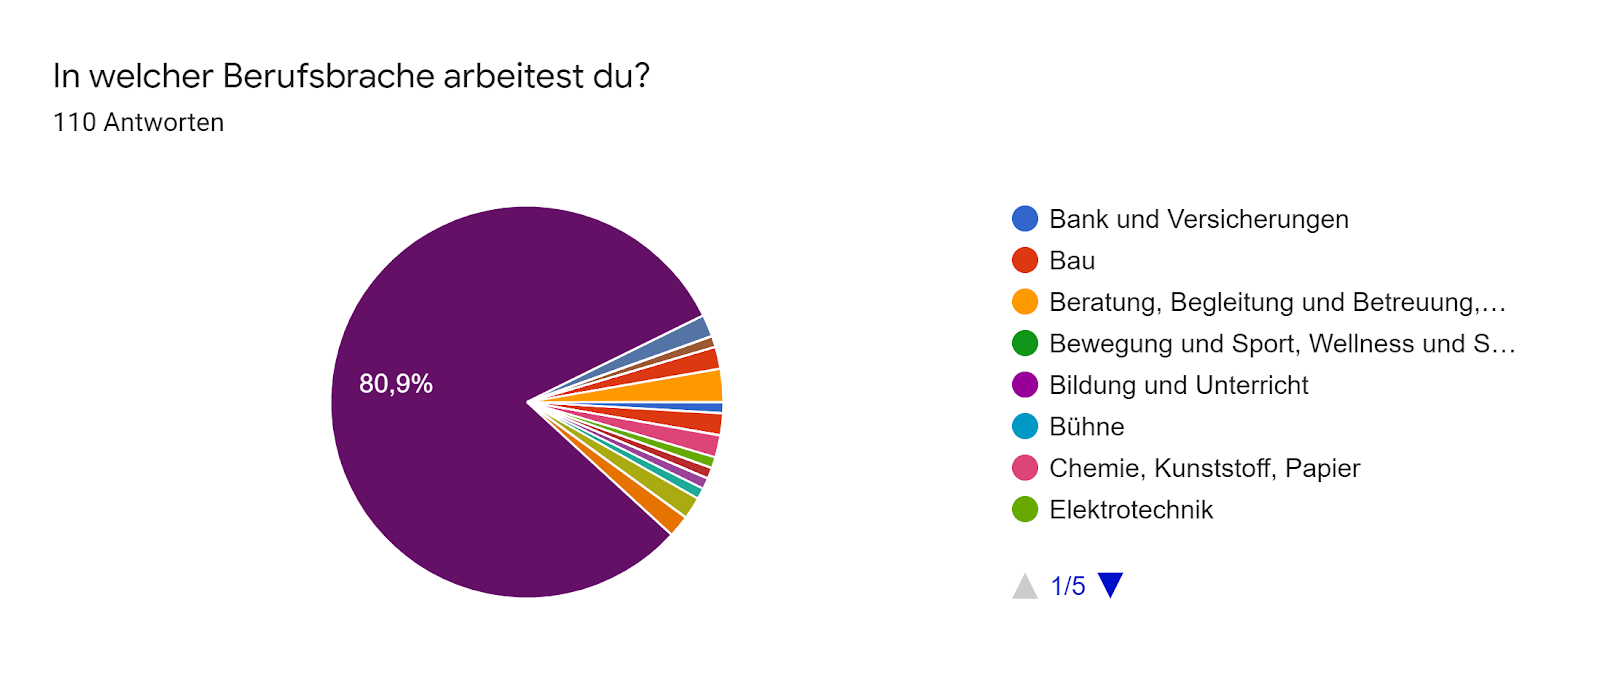 In welcher Berufsbrache arbeitest du?
110 Antworten
80,9%
Bank und Versicherungen
Bau
Beratung, Begleitung und Betreuung,…
Bewegung und Sport, Wellness und S…
Bildung und Unterricht
Bühne
Chemie, Kunststoff, Papier
Elektrotechnik
1/5